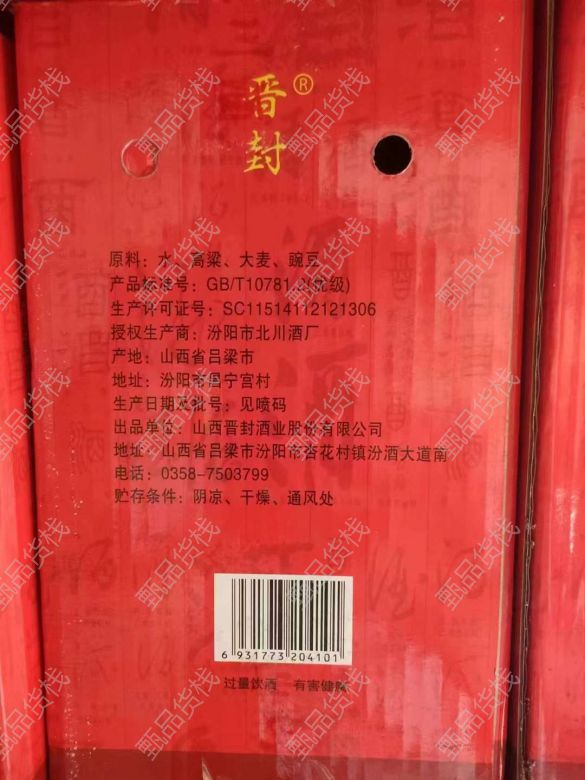 晋封®
原料：水、高粱、大麦、豌豆
产品标准号：GB/T10781.2(优级)
生产许可证号：SC11514112121306
授权生产商：汾阳市北川酒厂
产地：山西省吕梁市
地址：汾阳市昌宁宫村
生产日期及批号：见喷码
出品单位：山西晋封酒业股份有限公司
地址：山西省吕梁市汾阳市杏花村镇汾酒大道南
电话：0358-7503799
贮存条件：阴凉、干燥、通风处
6 931773 204101
过量饮酒 有害健康
甄品货栈